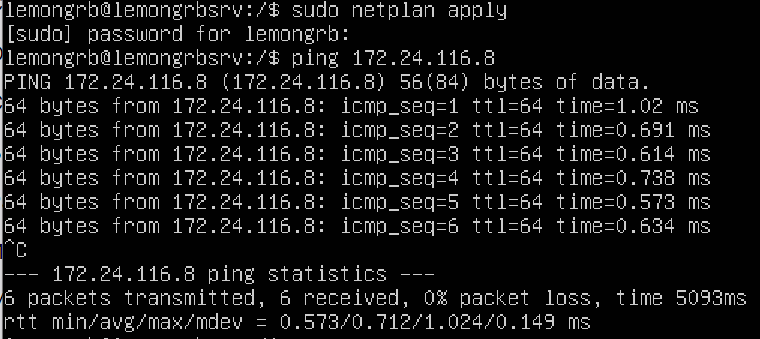 lemongrb@lemongrbsrv:/$ sudo netplan apply
[sudo] password for lemongrb:
lemongrb@lemongrbsrv:/$ ping 172.24.116.8
PING 172.24.116.8 (172.24.116.8) 56(84) bytes of data.
64 bytes from 172.24.116.8: icmp_seq=1 ttl=64 time=1.02 ms
64 bytes from 172.24.116.8: icmp_seq=2 ttl=64 time=0.691 ms
64 bytes from 172.24.116.8: icmp_seq=3 ttl=64 time=0.614 ms
64 bytes from 172.24.116.8: icmp_seq=4 ttl=64 time=0.738 ms
64 bytes from 172.24.116.8: icmp_seq=5 ttl=64 time=0.573 ms
64 bytes from 172.24.116.8: icmp_seq=6 ttl=64 time=0.634 ms
^C
--- 172.24.116.8 ping statistics ---
6 packets transmitted, 6 received, 0% packet loss, time 5093ms
rtt min/avg/max/mdev = 0.573/0.712/1.024/0.149 ms